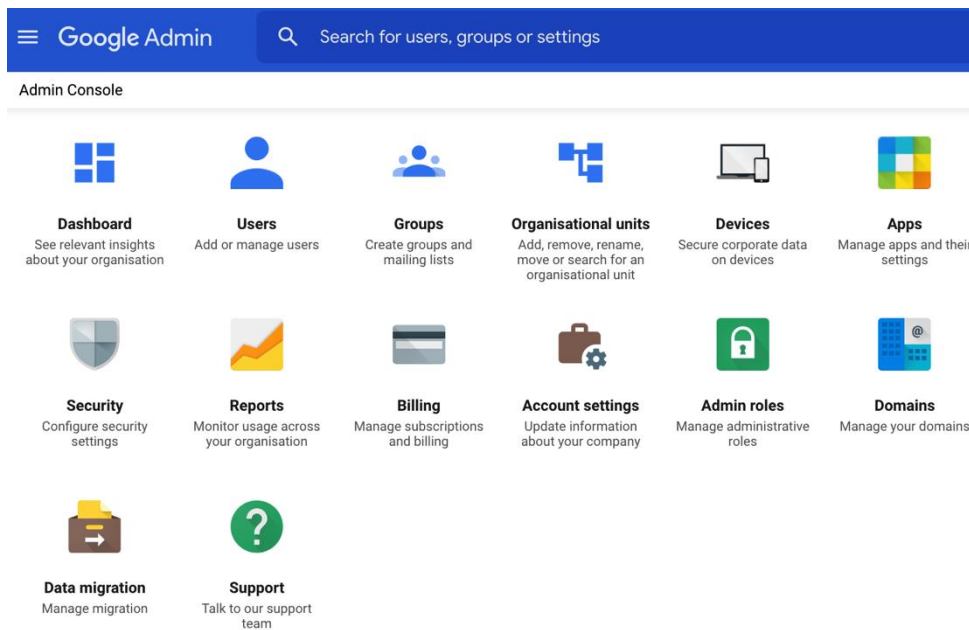 Google Admin
Search for users, groups or settings
Admin Console
Dashboard
See relevant insights
about your organisation
Users
Add or manage users
Groups
Create groups and
mailing lists
Organisational units
Add, remove, rename,
move or search for an
organisational unit
Devices
Secure corporate data
on devices
Apps
Manage apps and their
settings
Security
Configure security
settings
Reports
Monitor usage across
your organisation
Billing
Manage subscriptions
and billing
Account settings
Update information
about your company
Admin roles
Manage administrative
roles
@
Domains
Manage your domains
Data migration
Manage migration
?
Support
Talk to our support
team